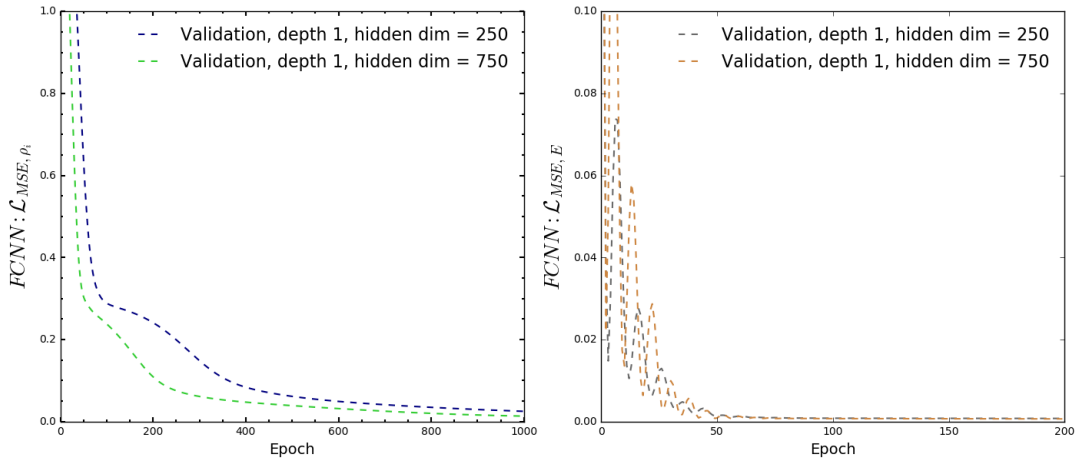 FCNN : ℒ_{MSE, ρ_i}
1.0
0.8
0.6
0.4
0.2
0.0
Validation, depth 1, hidden dim = 250
Validation, depth 1, hidden dim = 750
0 200 400 600 800 1000
Epoch
FCNN : ℒ_{MSE, E}
0.10
0.08
0.06
0.04
0.02
0.00
Validation, depth 1, hidden dim = 250
Validation, depth 1, hidden dim = 750
0 50 100 150 200
Epoch